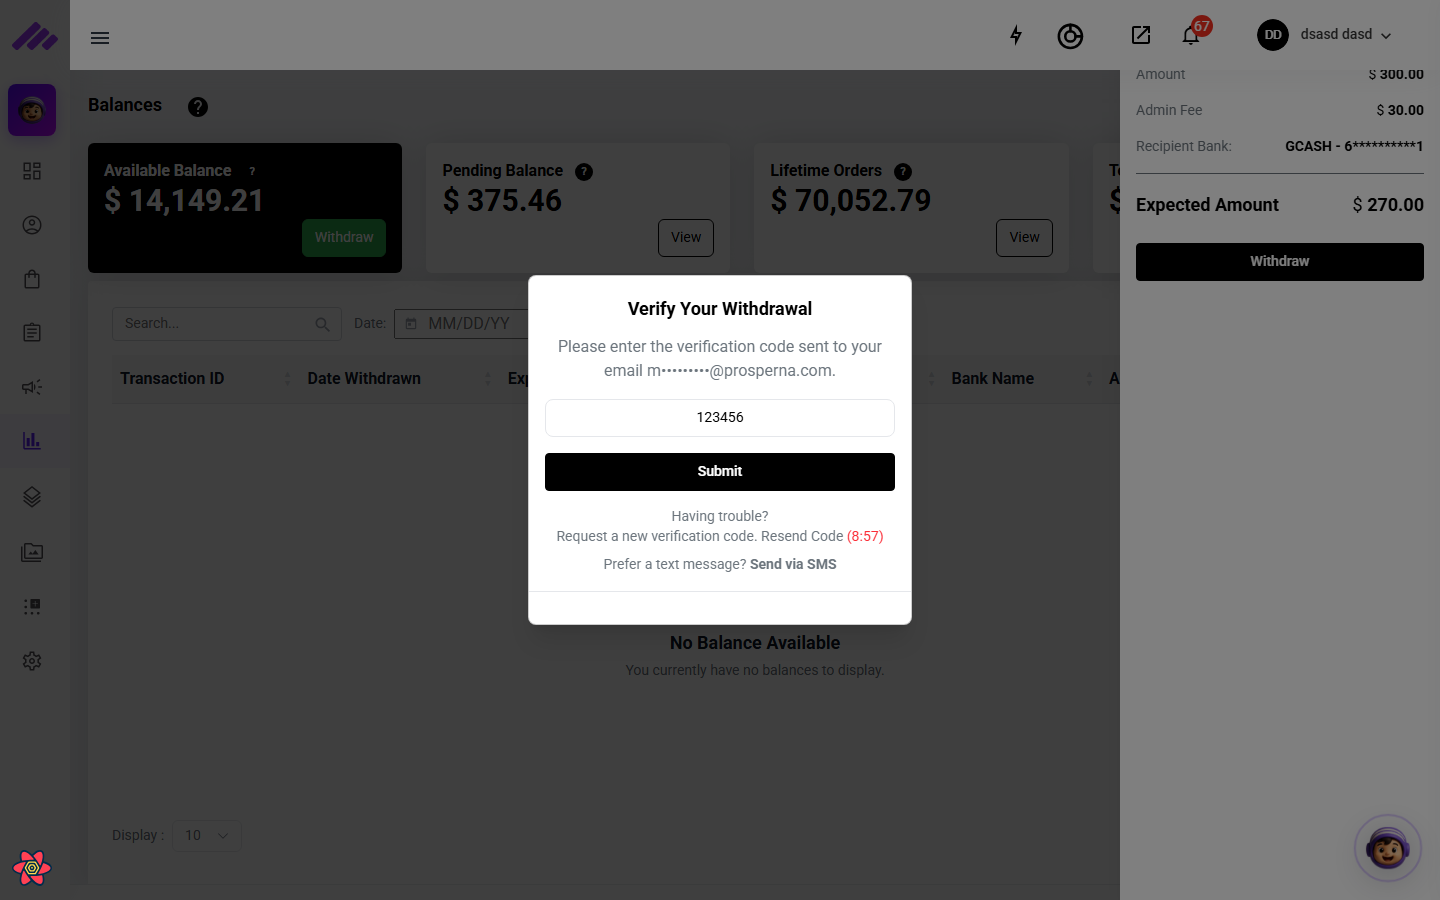 67
DD
dsasd dasd
Balances
?
Available Balance ?
$ 14,149.21
Withdraw
Pending Balance ?
$ 375.46
View
Lifetime Orders ?
$ 70,052.79
View
$
Amount $ 300.00
Admin Fee $ 30.00
Recipient Bank: GCASH - 6**********1
Expected Amount $ 270.00
Withdraw
Search...
Date:
MM/DD/YY
Transaction ID
Date Withdrawn
Bank Name
Verify Your Withdrawal
Please enter the verification code sent to your
email m•••••••••@prosperna.com.
123456
Submit
Having trouble?
Request a new verification code. Resend Code (8:57)
Prefer a text message? Send via SMS
No Balance Available
You currently have no balances to display.
Display : 10